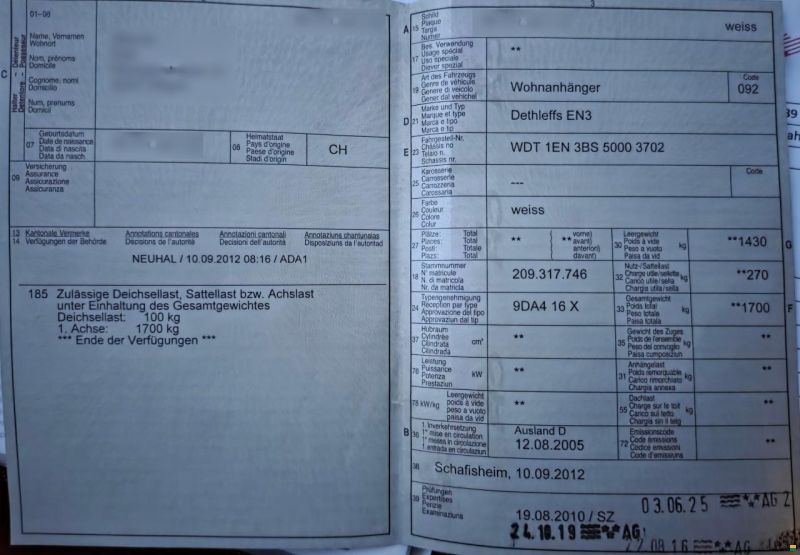 01-06
C
Name, Vornamen
Wohnort
Nom, prénoms
Domicile
Cognome, nomi
Domicilio
Num, prenums
Domicil
07
Geburtsdatum
Date de naissance
Data di nascita
Data da nasch
08
Heimatstaat
Pays d'origine
Paese d'origine
Stadi d'origin
CH
09
Versicherung
Assurance
Assicurazione
Assicuranza
13 Kantonale Vermerke Annotations cantonales Annotazioni cantonali Annotaziuns chantunalas
14 Verfügungen der Behörde Décisions de l'autorité Decisioni dell'autorità Disposiziuns da l'autoritad
NEUHAL / 10.09.2012 08:16 / ADA1
185 Zulässige Deichsellast, Sattellast bzw. Achslast
unter Einhaltung des Gesamtgewichtes
Deichsellast: 100 kg
1. Achse: 1700 kg
*** Ende der Verfügungen ***
3
A 15
Schild
Plaque
Targa
Numer
weiss
17
Bes. Verwendung
Usage spécial
Uso speciale
Diever spezial
**
19
Art des Fahrzeugs
Genre de véhicule
Genere di veicolo
Gener dal vehichel
Wohnanhänger
Code
092
D 21
Marke und Typ
Marque et type
Marca e tipo
Marca e tip
Dethleffs EN3
E 23
Fahrgestell-Nr.
Châssis no
Telaio n.
Schassis nr.
WDT 1EN 3BS 5000 3702
25
Karosserie
Carrosserie
Carrozzeria
Carossaria
---
Code
26
Farbe
Couleur
Colore
Colur
weiss
27
Plätze: Total
Places: Total
Posti: Totale
Plazs: Total
**
vorne)
** avant)
anteriori)
davant)
30
Leergewicht
Poids à vide
Peso a vuoto
Paisa da vid
kg
**1430
G
18
Stammnummer
N° matricule
N. di matricola
Nr. da matricla
209.317.746
32
Nutz-/Sattellast
Charge utile/sellette
Carico utile/sella
Chargia utila/sella
kg
**270
24
Typengenehmigung
Réception par type
Approvazione del tipo
Approvaziun dal tip
9DA4 16 X
33
Gesamtgewicht
Poids total
Peso totale
Paisa totala
kg
**1700
F
37
Hubraum
Cylindrée
Cilindrata
Cilindrada
cm³
**
35
Gewicht des Zuges
Poids de l'ensemble
Peso del convoglio
Paisa cumposiziun
kg
**
76
Leistung
Puissance
Potenza
Prestaziun
kW
**
31
Anhängelast
Poids remorquable
Carico rimorchiato
Chargia annexa
kg
**
78 kW/kg
Leergewicht
poids à vide
peso a vuoto
paisa da vid
**
55
Dachlast
Charge sur le toit
Carico sul tetto
Chargia sin il tetg
kg
**
B 36
1. Inverkehrsetzung
1re mise en circulation
1a messa in circolazione
1. entrada en circulaziun
Ausland D
12.08.2005
72
Emissionscode
Code émissions
Codice emissioni
Code d'emissiuns
**
38
Schafisheim, 10.09.2012
39
Prüfungen
Expertises
Perizie
Examinaziuns
19.08.2010 / SZ
03.06.25 AG 2
24.10.19 AG
08 16 AG